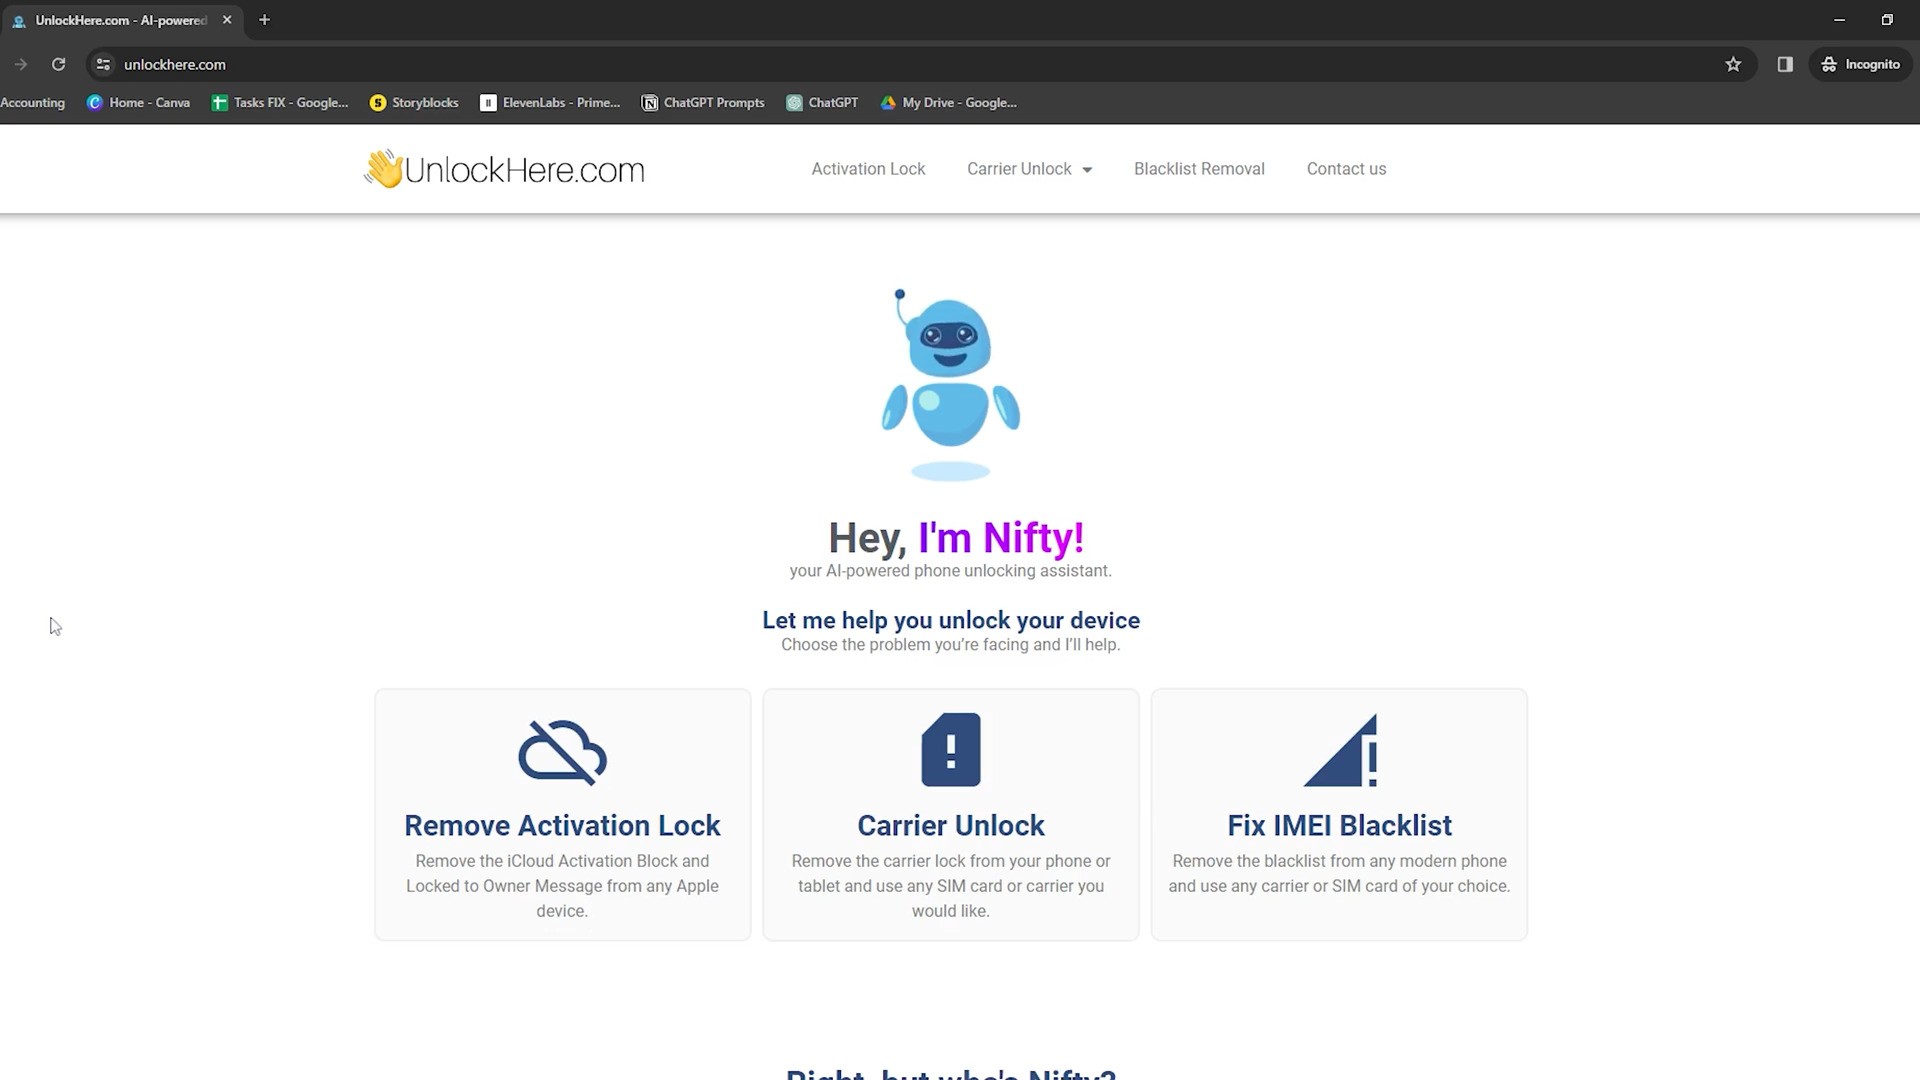 UnlockHere.com - AI-powered
unlockhere.com
Incognito
Accounting
Home - Canva
Tasks FIX - Google...
Storyblocks
ElevenLabs - Prime...
ChatGPT Prompts
ChatGPT
My Drive - Google...
UnlockHere.com
Activation Lock
Carrier Unlock
Blacklist Removal
Contact us
Hey, I'm Nifty!
your AI-powered phone unlocking assistant.
Let me help you unlock your device
Choose the problem you’re facing and I’ll help.
Remove Activation Lock
Remove the iCloud Activation Block and
Locked to Owner Message from any Apple
device.
Carrier Unlock
Remove the carrier lock from your phone or
tablet and use any SIM card or carrier you
would like.
Fix IMEI Blacklist
Remove the blacklist from any modern phone
and use any carrier or SIM card of your choice.
Right, but who's Nifty?